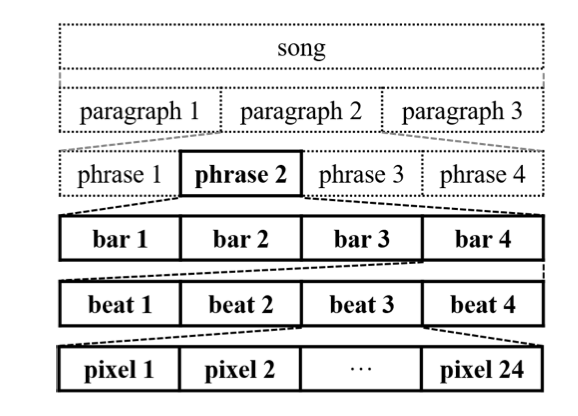 song
paragraph 1 paragraph 2 paragraph 3
phrase 1 phrase 2 phrase 3 phrase 4
bar 1 bar 2 bar 3 bar 4
beat 1 beat 2 beat 3 beat 4
pixel 1 pixel 2 ··· pixel 24